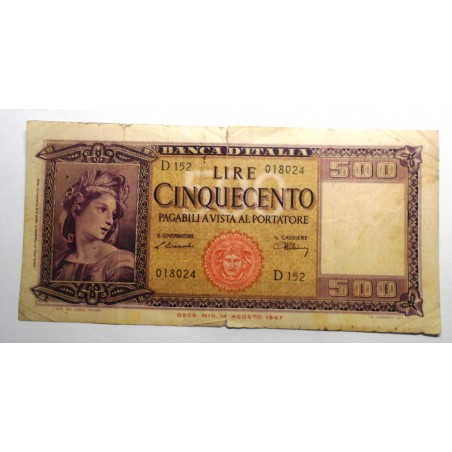 BANCA D'ITALIA
D 152 018024
LIRE
CINQUECENTO
PAGABILI A VISTA AL PORTATORE
IL GOVERNATORE IL CASSIERE
018024 D 152
500
500
DECR. MIN. 14 AGOSTO 1947